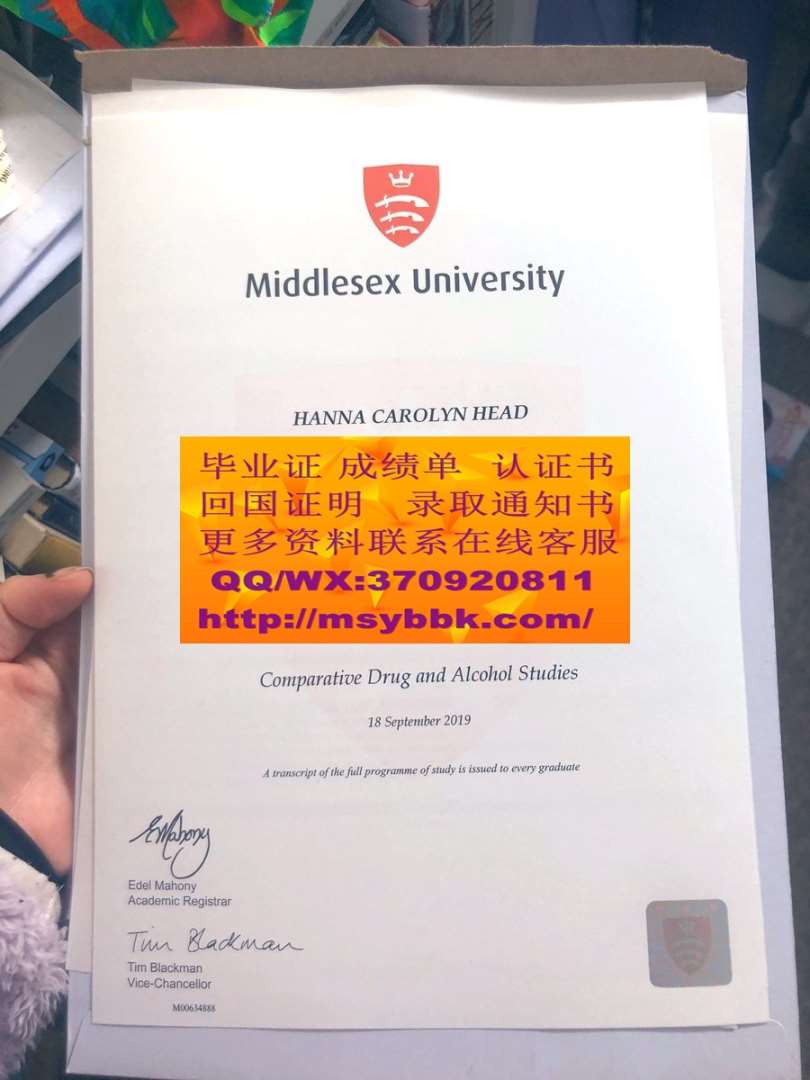 Middlesex University
HANNA CAROLYN HEAD
毕业证 成绩单 认证书
回国证明 录取通知书
更多资料联系在线客服
QQ/WX:370920811
http://msybbk.com/
Comparative Drug and Alcohol Studies
18 September 2019
A transcript of the full programme of study is issued to every graduate
EMahony
Edel Mahony
Academic Registrar
Tim Blackman
Tim Blackman
Vice-Chancellor
M00634888